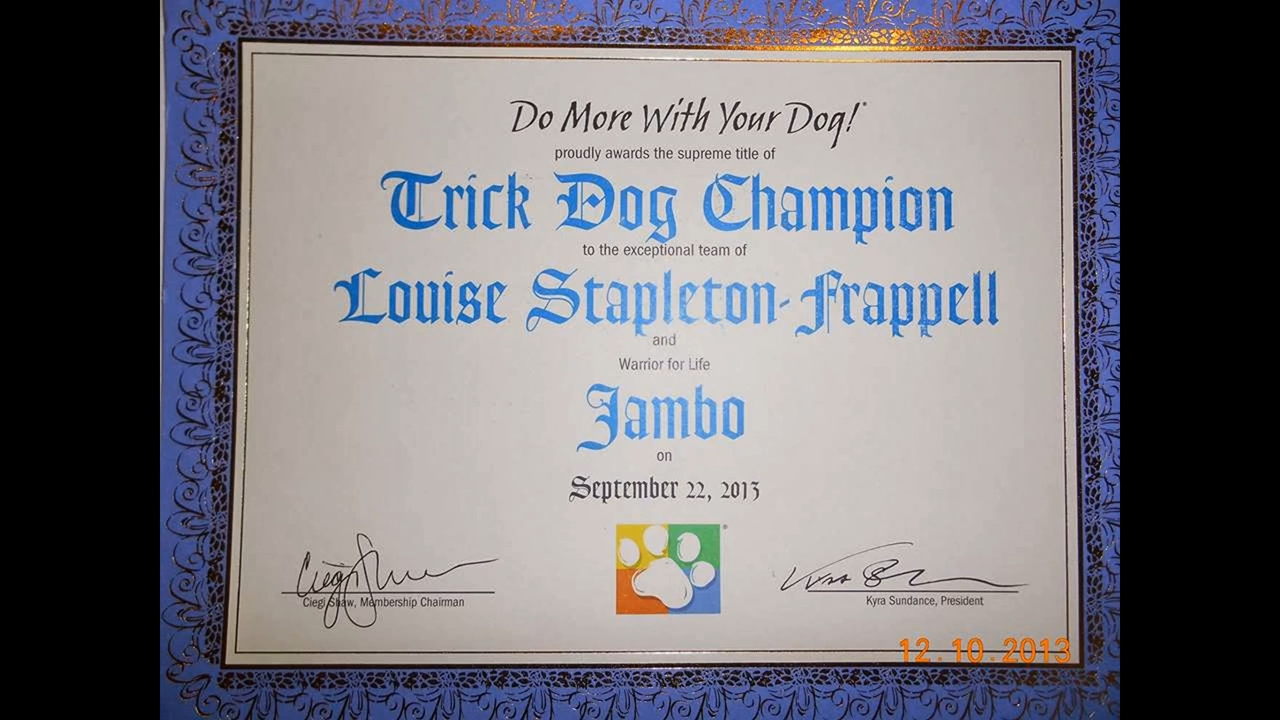 Do More With Your Dog!®
proudly awards the supreme title of
Trick Dog Champion
to the exceptional team of
Louise Stapleton-Frappell
and
Warrior for Life
Jambo
on
September 22, 2013
Ciegi Shaw, Membership Chairman
Kyra Sundance, President
12.10.2013